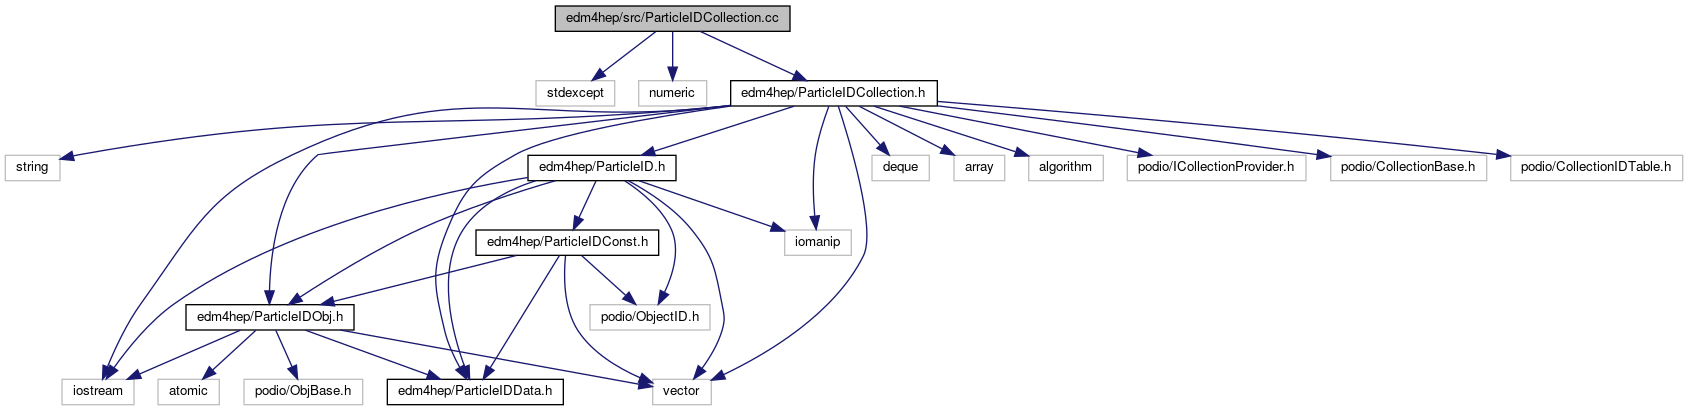 edm4hep/src/ParticleIDCollection.cc
stdexcept
numeric
edm4hep/ParticleIDCollection.h
string
edm4hep/ParticleID.h
deque
array
algorithm
podio/ICollectionProvider.h
podio/CollectionBase.h
podio/CollectionIDTable.h
edm4hep/ParticleIDConst.h
iomanip
edm4hep/ParticleIDObj.h
podio/ObjectID.h
iostream
atomic
podio/ObjBase.h
edm4hep/ParticleIDData.h
vector